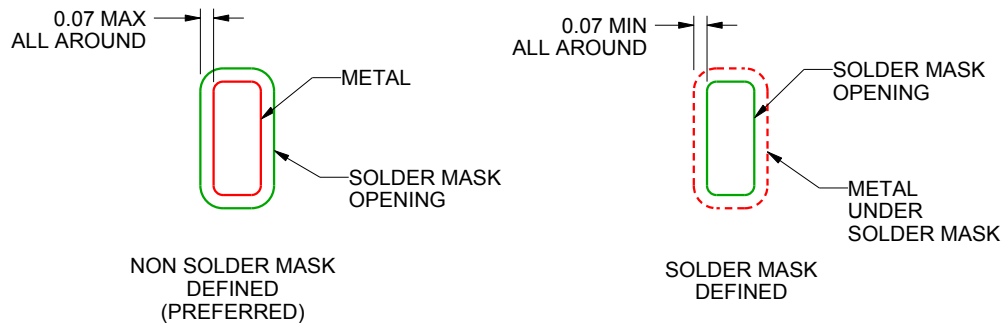 0.07 MAX
ALL AROUND
METAL
SOLDER MASK
OPENING
NON SOLDER MASK
DEFINED
(PREFERRED)
0.07 MIN
ALL AROUND
SOLDER MASK
OPENING
METAL
UNDER
SOLDER MASK
SOLDER MASK
DEFINED